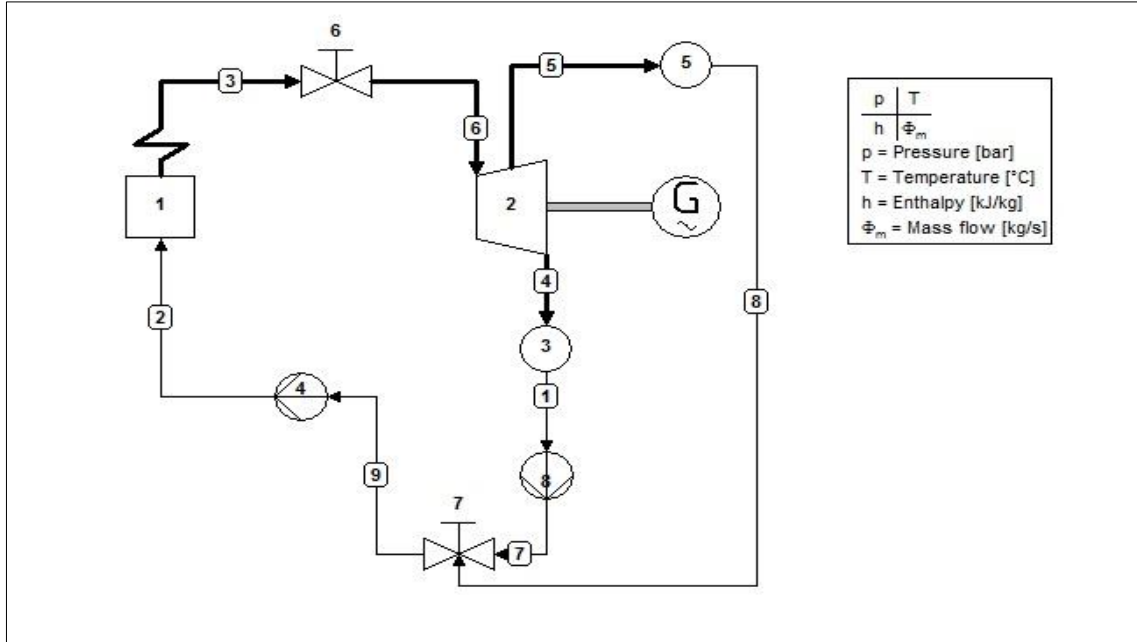 6
3
5
5
6
1
2
G
~
4
8
2
3
4
1
9
8
7
7
p T
h Φm
p = Pressure [bar]
T = Temperature [°C]
h = Enthalpy [kJ/kg]
Φm = Mass flow [kg/s]